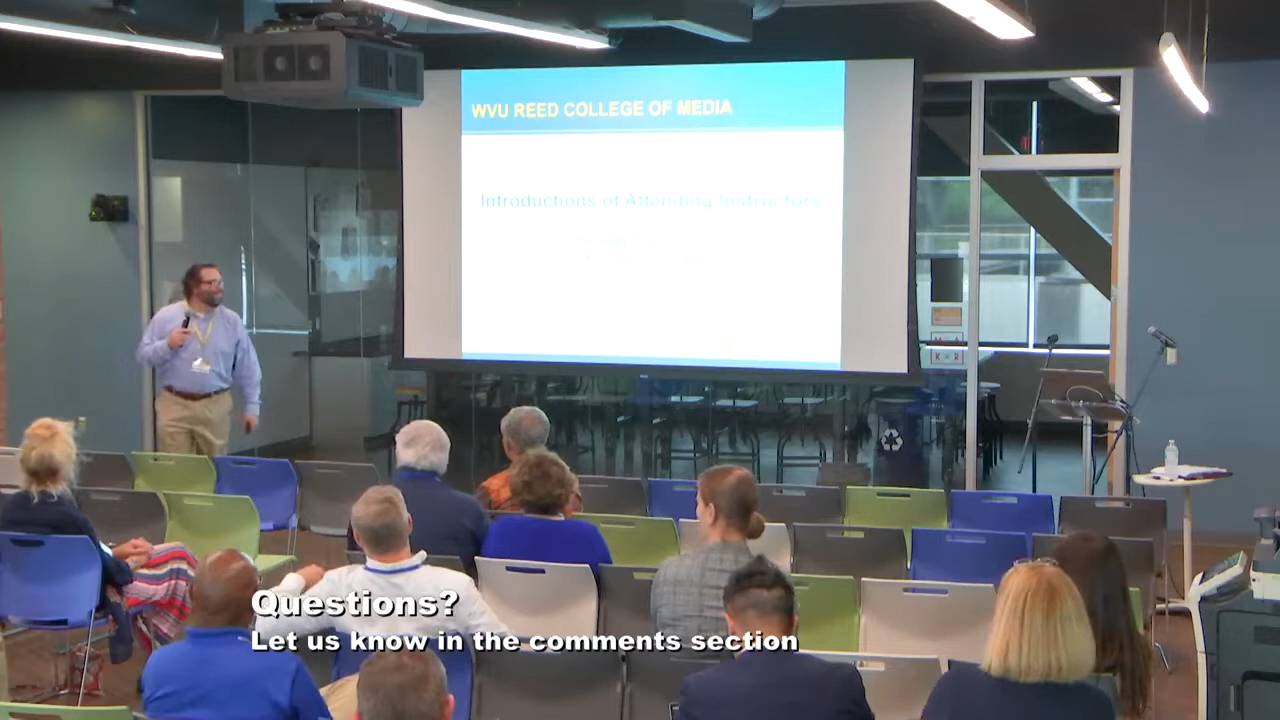 WVU REED COLLEGE OF MEDIA
Introductions of Attending Instructors
Questions?
Let us know in the comments section